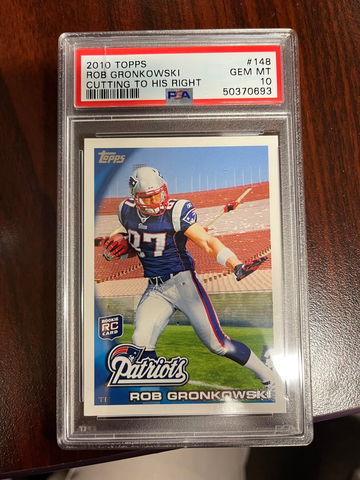 2010 TOPPS #148
ROB GRONKOWSKI GEM MT
CUTTING TO HIS RIGHT 10
PSA 50370693
Topps
87
ROOKIE
RC
CARD
Patriots
TE ROB GRONKOWSKI